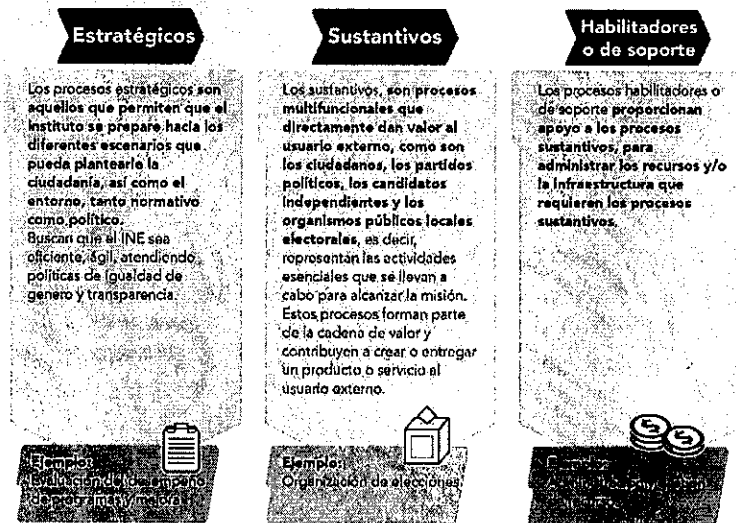 Estratégicos
Los procesos estratégicos son
aquellos que permiten que el
Instituto se prepare hacia los
diferentes escenarios que
pueda plantearle la
ciudadanía, así como el
entorno, tanto normativo
como político.
Buscan que el INE sea
eficiente, ágil, atendiendo
políticas de igualdad de
genero y transparencia.
Ejemplo:
Evaluación del desempeño
de programas y mejora
Sustantivos
Los sustantivos, son procesos
multifuncionales que
directamente dan valor al
usuario externo, como son
los ciudadanos, los partidos
políticos, los candidatos
independientes y los
organismos públicos locales
electorales, es decir,
representan las actividades
esenciales que se llevan a
cabo para alcanzar la misión.
Estos procesos forman parte
de la cadena de valor y
contribuyen a crear o entregar
un producto o servicio al
usuario externo.
Ejemplo:
Organización de elecciones
Habilitadores
o de soporte
Los procesos habilitadores o
de soporte proporcionan
apoyo a los procesos
sustantivos, para
administrar los recursos y/o
la infraestructura que
requieren los procesos
sustantivos.
Ejemplo: